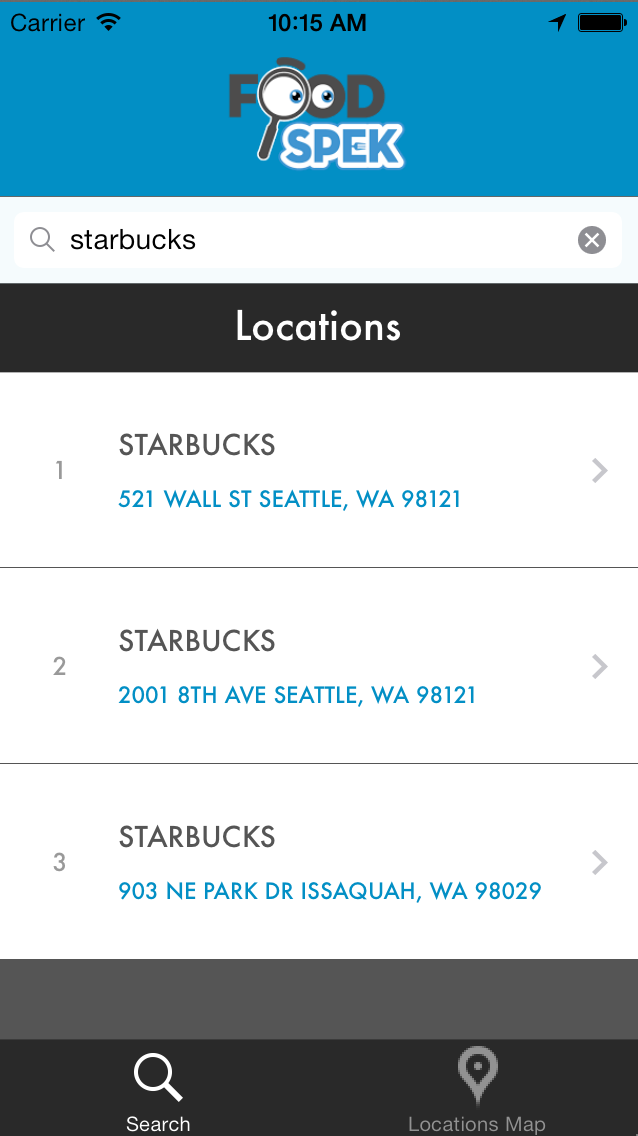 Carrier 10:15 AM
FOOD
SPEK
starbucks
Locations
1 STARBUCKS
521 WALL ST SEATTLE, WA 98121
2 STARBUCKS
2001 8TH AVE SEATTLE, WA 98121
3 STARBUCKS
903 NE PARK DR ISSAQUAH, WA 98029
Search Locations Map